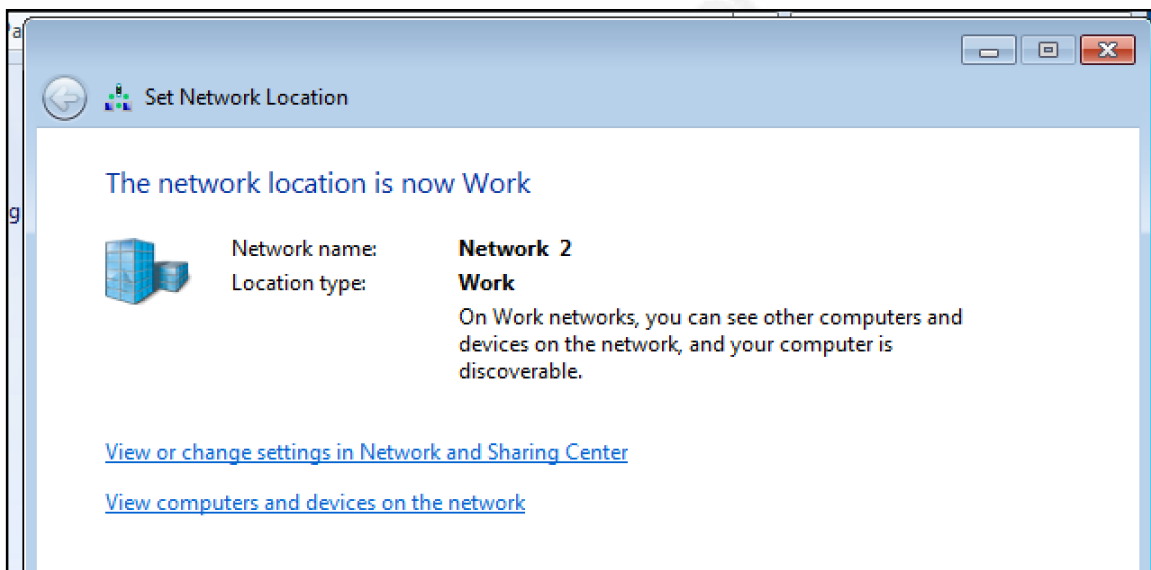 Set Network Location
The network location is now Work
Network name: Network 2
Location type: Work
On Work networks, you can see other computers and
devices on the network, and your computer is
discoverable.
View or change settings in Network and Sharing Center
View computers and devices on the network